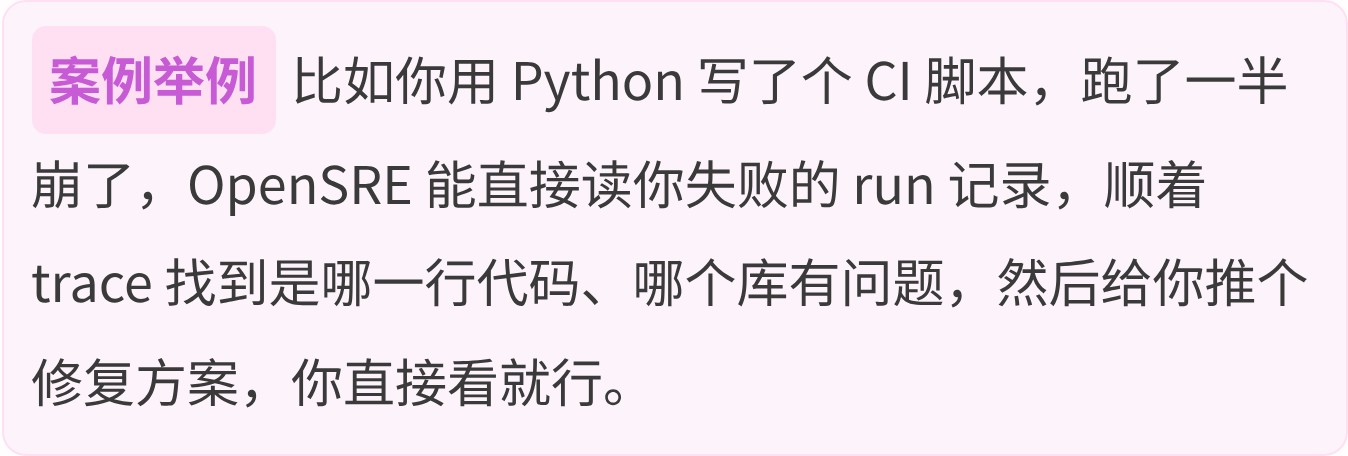 案例举例 比如你用 Python 写了个 CI 脚本，跑了一半
崩了，OpenSRE 能直接读你失败的 run 记录，顺着
trace 找到是哪一行代码、哪个库有问题，然后给你推个
修复方案，你直接看就行。